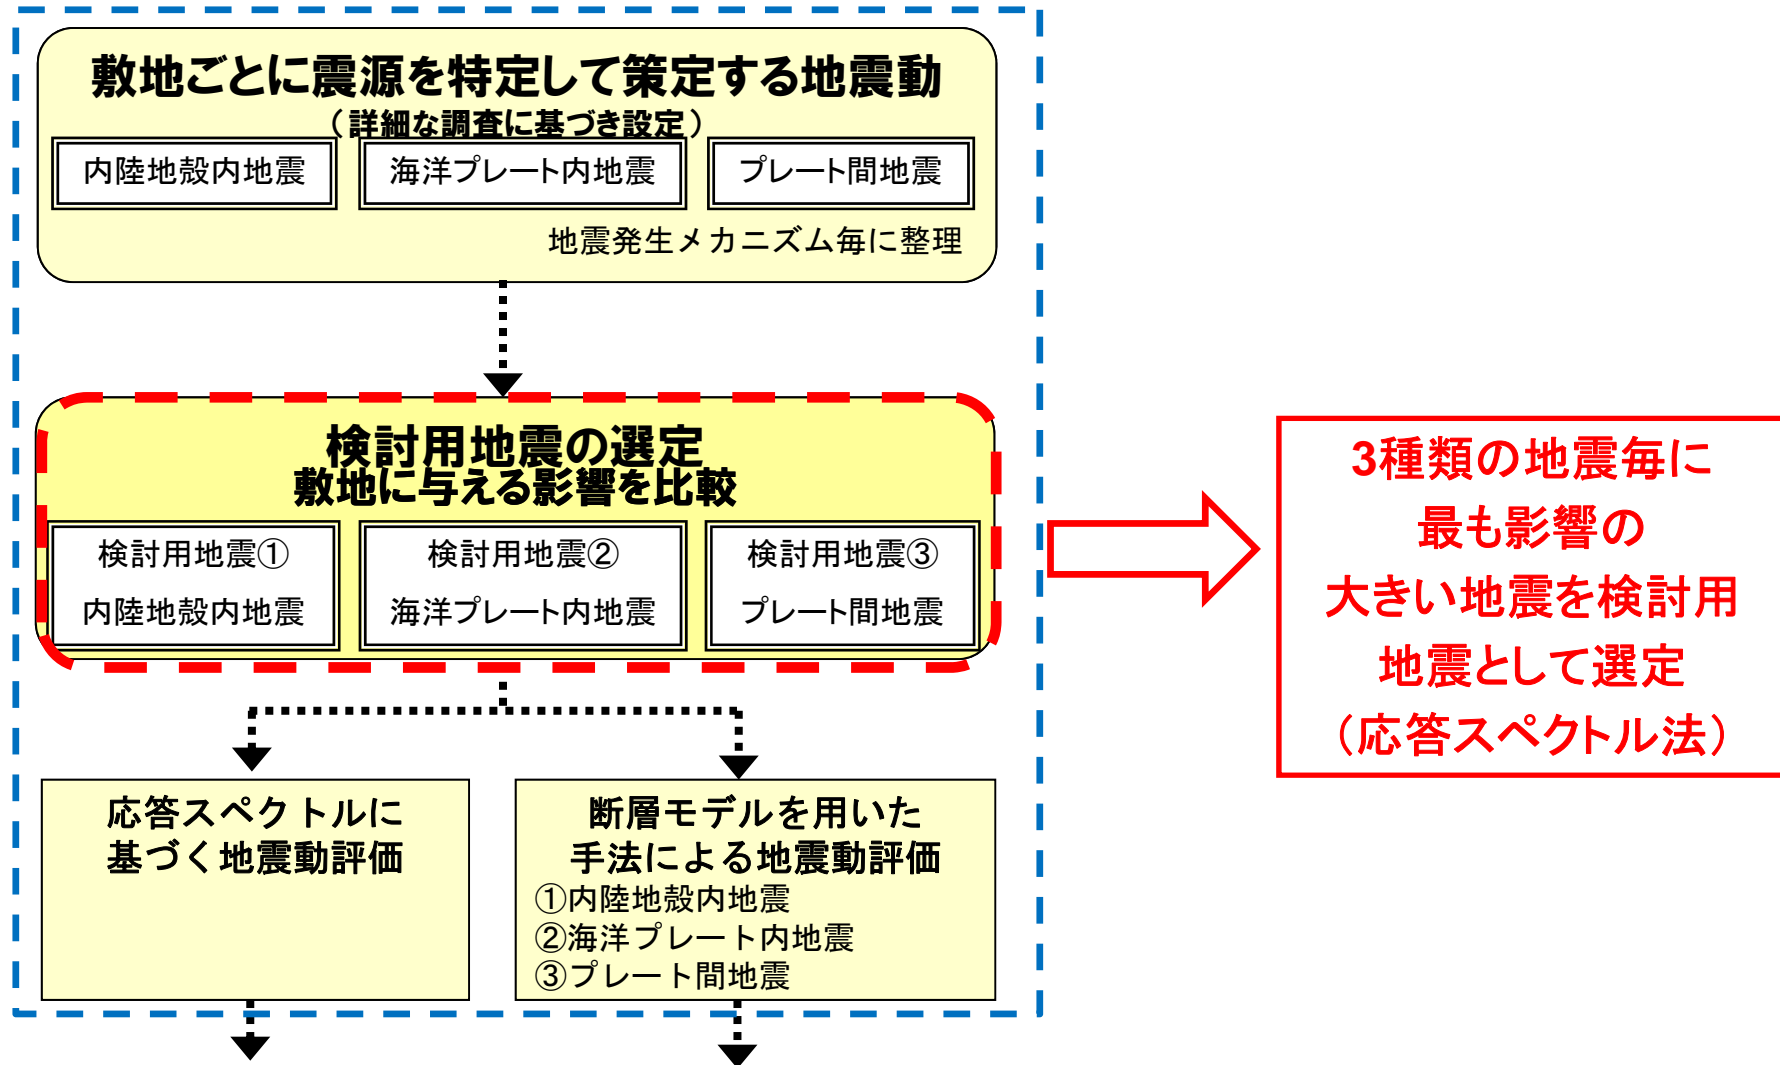 敷地ごとに震源を特定して策定する地震動
（詳細な調査に基づき設定）
内陸地殻内地震
海洋プレート内地震
プレート間地震
地震発生メカニズム毎に整理
検討用地震の選定
敷地に与える影響を比較
検討用地震①
内陸地殻内地震
検討用地震②
海洋プレート内地震
検討用地震③
プレート間地震
3種類の地震毎に
最も影響の
大きい地震を検討用
地震として選定
（応答スペクトル法）
応答スペクトルに
基づく地震動評価
断層モデルを用いた
手法による地震動評価
①内陸地殻内地震
②海洋プレート内地震
③プレート間地震